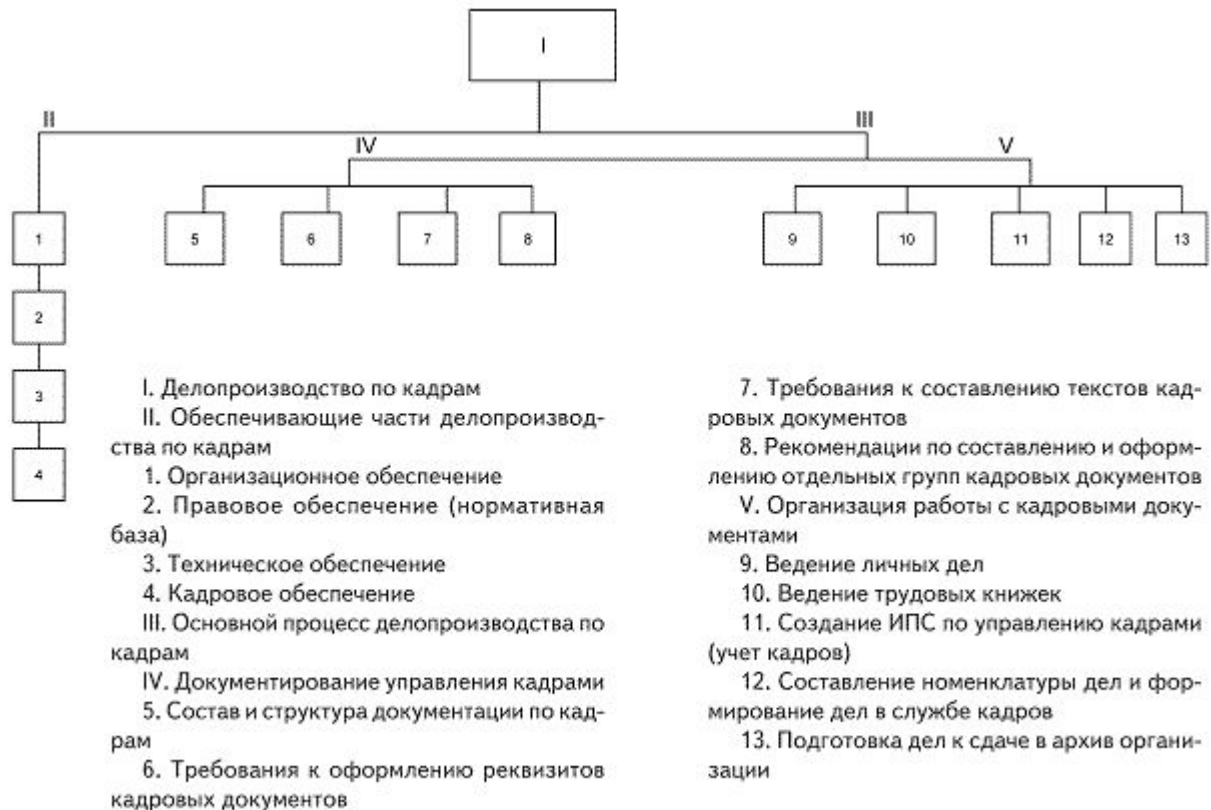 I
II
III
IV
V
1
5
6
7
8
9
10
11
12
13
2
3
4
I. Делопроизводство по кадрам
II. Обеспечивающие части делопроизвод-
ства по кадрам
1. Организационное обеспечение
2. Правовое обеспечение (нормативная
база)
3. Техническое обеспечение
4. Кадровое обеспечение
III. Основной процесс делопроизводства по
кадрам
IV. Документирование управления кадрами
5. Состав и структура документации по кад-
рам
6. Требования к оформлению реквизитов
кадровых документов
7. Требования к составлению текстов кад-
ровых документов
8. Рекомендации по составлению и оформ-
лению отдельных групп кадровых документов
V. Организация работы с кадровыми доку-
ментами
9. Ведение личных дел
10. Ведение трудовых книжек
11. Создание ИПС по управлению кадрами
(учет кадров)
12. Составление номенклатуры дел и фор-
мирование дел в службе кадров
13. Подготовка дел к сдаче в архив органи-
зации